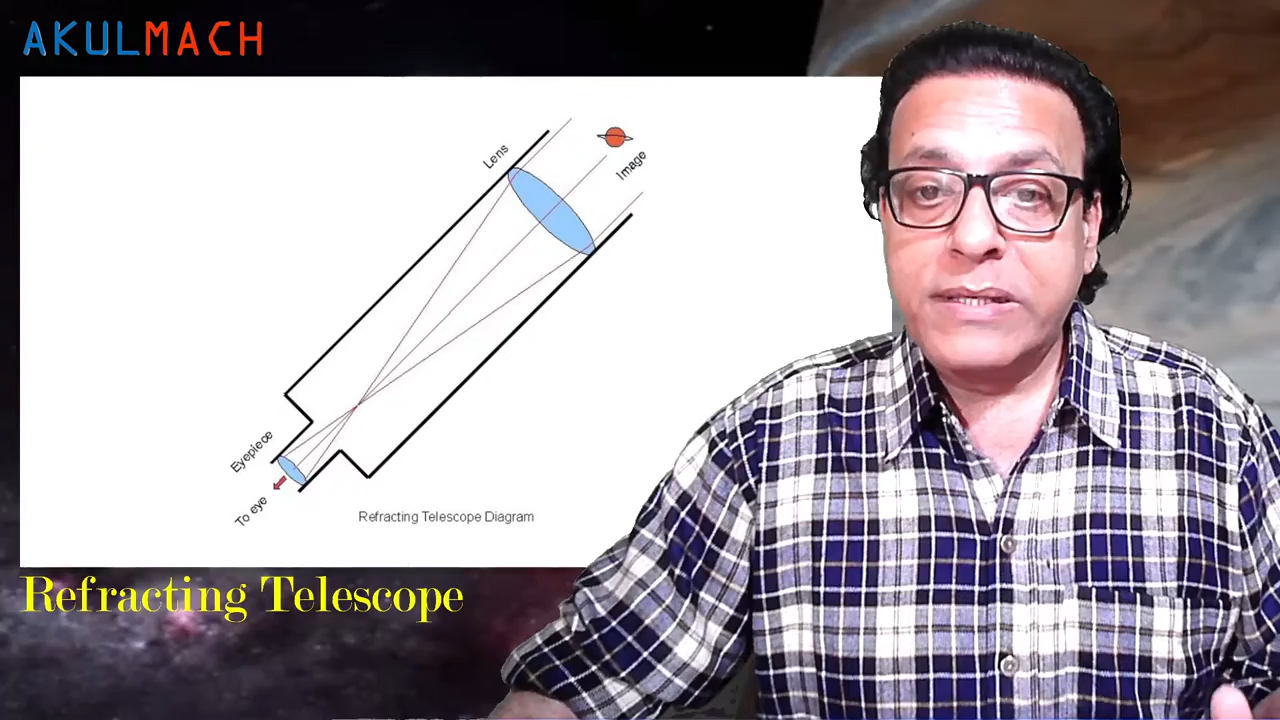 AKULMACH
Lens
Image
Eyepiece
To eye
Refracting Telescope Diagram
Refracting Telescope